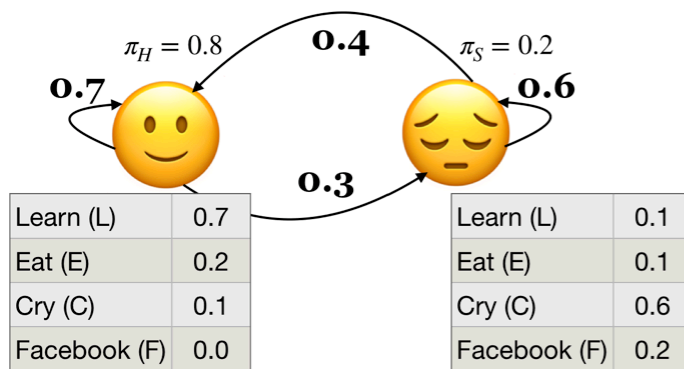 0.4
π_H = 0.8
π_S = 0.2
0.7
0.6
0.3
Learn (L) 0.7
Eat (E) 0.2
Cry (C) 0.1
Facebook (F) 0.0
Learn (L) 0.1
Eat (E) 0.1
Cry (C) 0.6
Facebook (F) 0.2